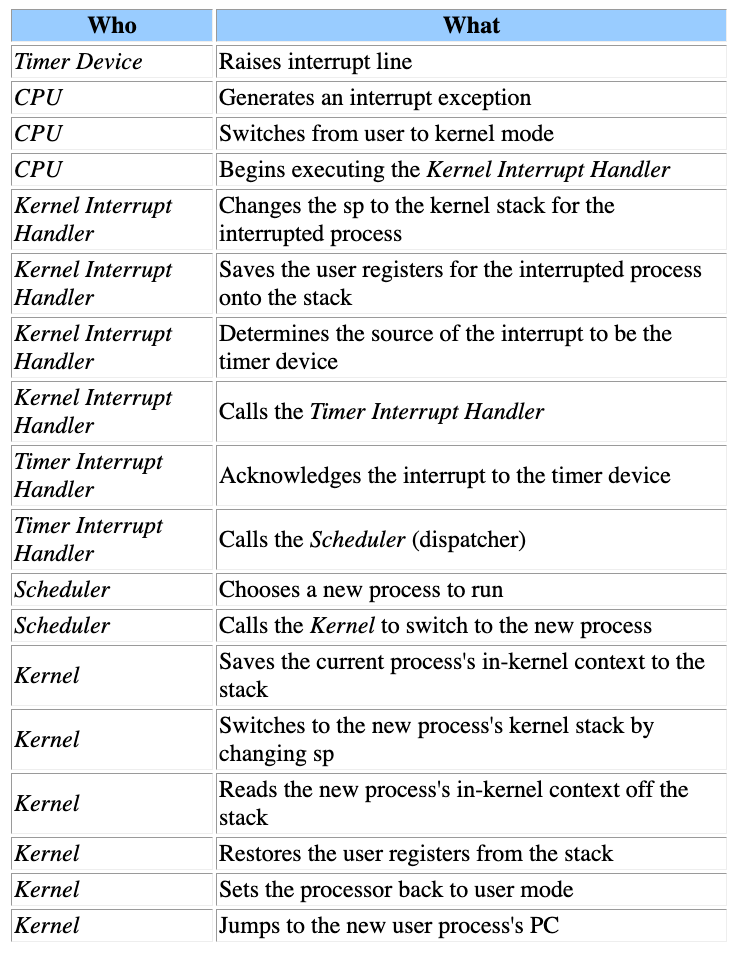 Who What
Timer Device Raises interrupt line
CPU Generates an interrupt exception
CPU Switches from user to kernel mode
CPU Begins executing the Kernel Interrupt Handler
Kernel Interrupt Handler Changes the sp to the kernel stack for the
interrupted process
Kernel Interrupt Handler Saves the user registers for the interrupted process
onto the stack
Kernel Interrupt Handler Determines the source of the interrupt to be the
timer device
Kernel Interrupt
Handler Calls the Timer Interrupt Handler
Timer Interrupt
Handler Acknowledges the interrupt to the timer device
Timer Interrupt
Handler Calls the Scheduler (dispatcher)
Scheduler Chooses a new process to run
Scheduler Calls the Kernel to switch to the new process
Kernel Saves the current process's in-kernel context to the
stack
Kernel Switches to the new process's kernel stack by
changing sp
Kernel Reads the new process's in-kernel context off the
stack
Kernel Restores the user registers from the stack
Kernel Sets the processor back to user mode
Kernel Jumps to the new user process's PC